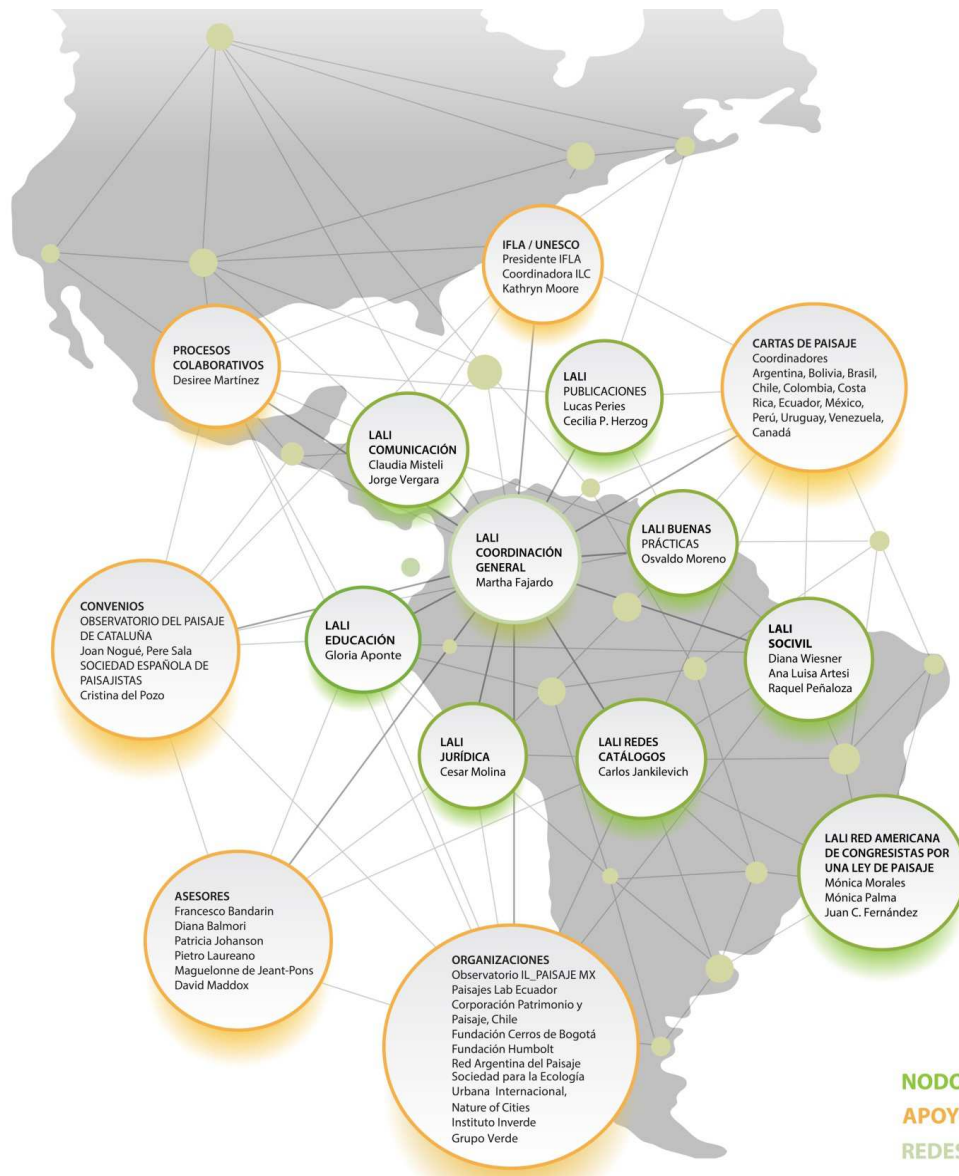 IFLA / UNESCO
Presidente IFLA
Coordinadora ILC
Kathryn Moore
PROCESOS
COLABORATIVOS
Desiree Martínez
LALI
PUBLICACIONES
Lucas Peries
Cecilia P. Herzog
CARTAS DE PAISAJE
Coordinadores
Argentina, Bolivia, Brasil,
Chile, Colombia, Costa
Rica, Ecuador, México,
Perú, Uruguay, Venezuela,
Canadá
LALI
COMUNICACIÓN
Claudia Misteli
Jorge Vergara
LALI
COORDINACIÓN
GENERAL
Martha Fajardo
LALI BUENAS
PRÁCTICAS
Osvaldo Moreno
CONVENIOS
OBSERVATORIO DEL PAISAJE
DE CATALUÑA
Joan Nogué, Pere Sala
SOCIEDAD ESPAÑOLA DE
PAISAJISTAS
Cristina del Pozo
LALI
EDUCACIÓN
Gloria Aponte
LALI
SOCIVIL
Diana Wiesner
Ana Luisa Artesi
Raquel Peñaloza
LALI
JURÍDICA
Cesar Molina
LALI REDES
CATÁLOGOS
Carlos Jankilevich
LALI RED AMERICANA
DE CONGRESISTAS POR
UNA LEY DE PAISAJE
Mónica Morales
Mónica Palma
Juan C. Fernández
ASESORES
Francesco Bandarin
Diana Balmori
Patricia Johanson
Pietro Laureano
Maguelonne de Jeant-Pons
David Maddox
ORGANIZACIONES
Observatorio IL_PAISAJE MX
Paisajes Lab Ecuador
Corporación Patrimonio y
Paisaje, Chile
Fundación Cerros de Bogotá
Fundación Humbolt
Red Argentina del Paisaje
Sociedad para la Ecología
Urbana Internacional,
Nature of Cities
Instituto Inverde
Grupo Verde
NODO
APOY
REDES